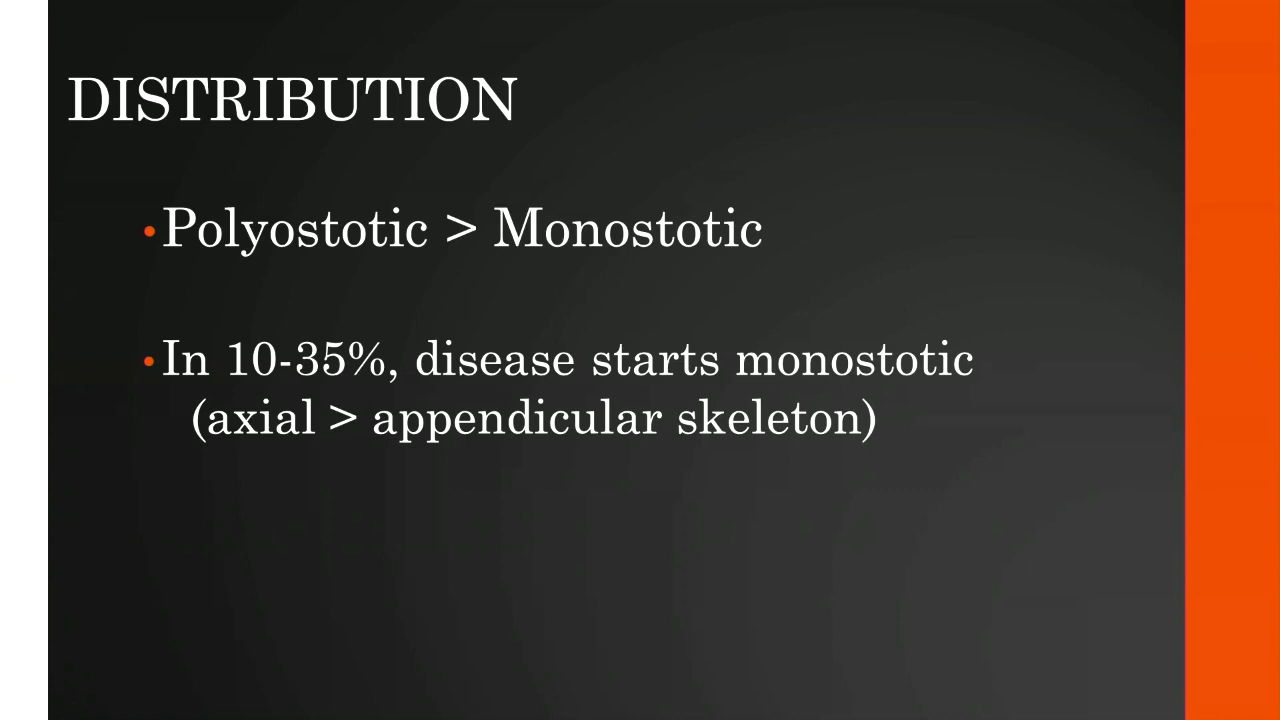 DISTRIBUTION
•Polyostotic > Monostotic
•In 10-35%, disease starts monostotic
(axial > appendicular skeleton)